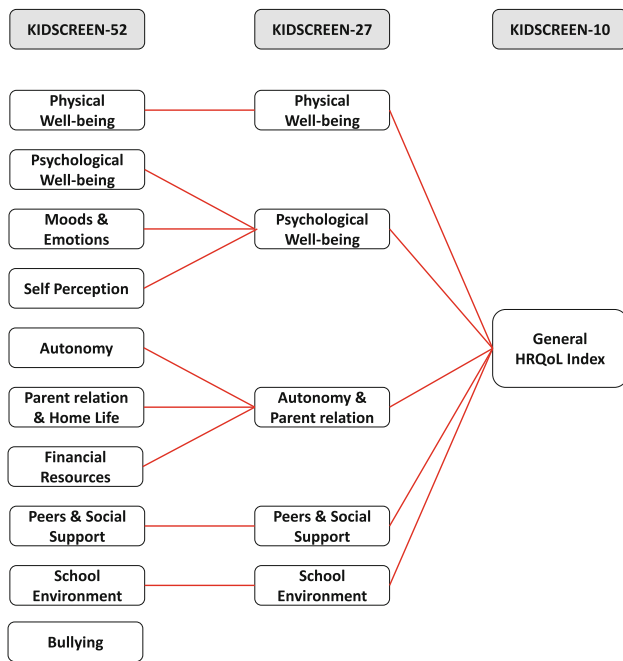 KIDSCREEN-52
KIDSCREEN-27
KIDSCREEN-10
Physical
Well-being
Psychological
Well-being
Moods &
Emotions
Self Perception
Autonomy
Parent relation
& Home Life
Financial
Resources
Peers & Social
Support
School
Environment
Bullying
Physical
Well-being
Psychological
Well-being
Autonomy &
Parent relation
Peers & Social
Support
School
Environment
General
HRQoL Index